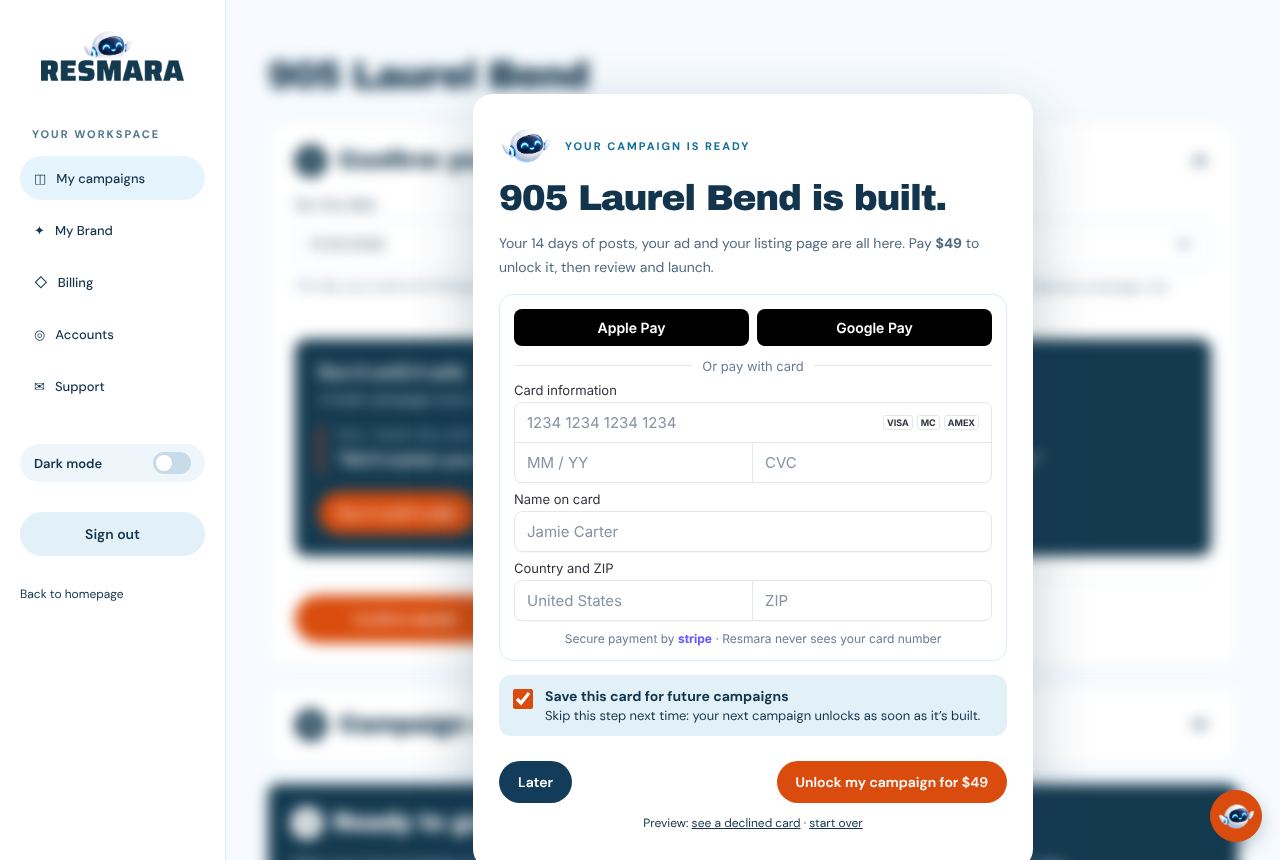 RESMARA
YOUR WORKSPACE
My campaigns
My Brand
Billing
Accounts
Support
Dark mode
Sign out
Back to homepage
905 Laurel Bend
YOUR CAMPAIGN IS READY
905 Laurel Bend is built.
Your 14 days of posts, your ad and your listing page are all here. Pay $49 to
unlock it, then review and launch.
Apple Pay
Google Pay
Or pay with card
Card information
1234 1234 1234 1234
VISA
MC
AMEX
MM / YY
CVC
Name on card
Jamie Carter
Country and ZIP
United States
ZIP
Secure payment by stripe · Resmara never sees your card number
Save this card for future campaigns
Skip this step next time: your next campaign unlocks as soon as it’s built.
Later
Unlock my campaign for $49
Preview: see a declined card · start over